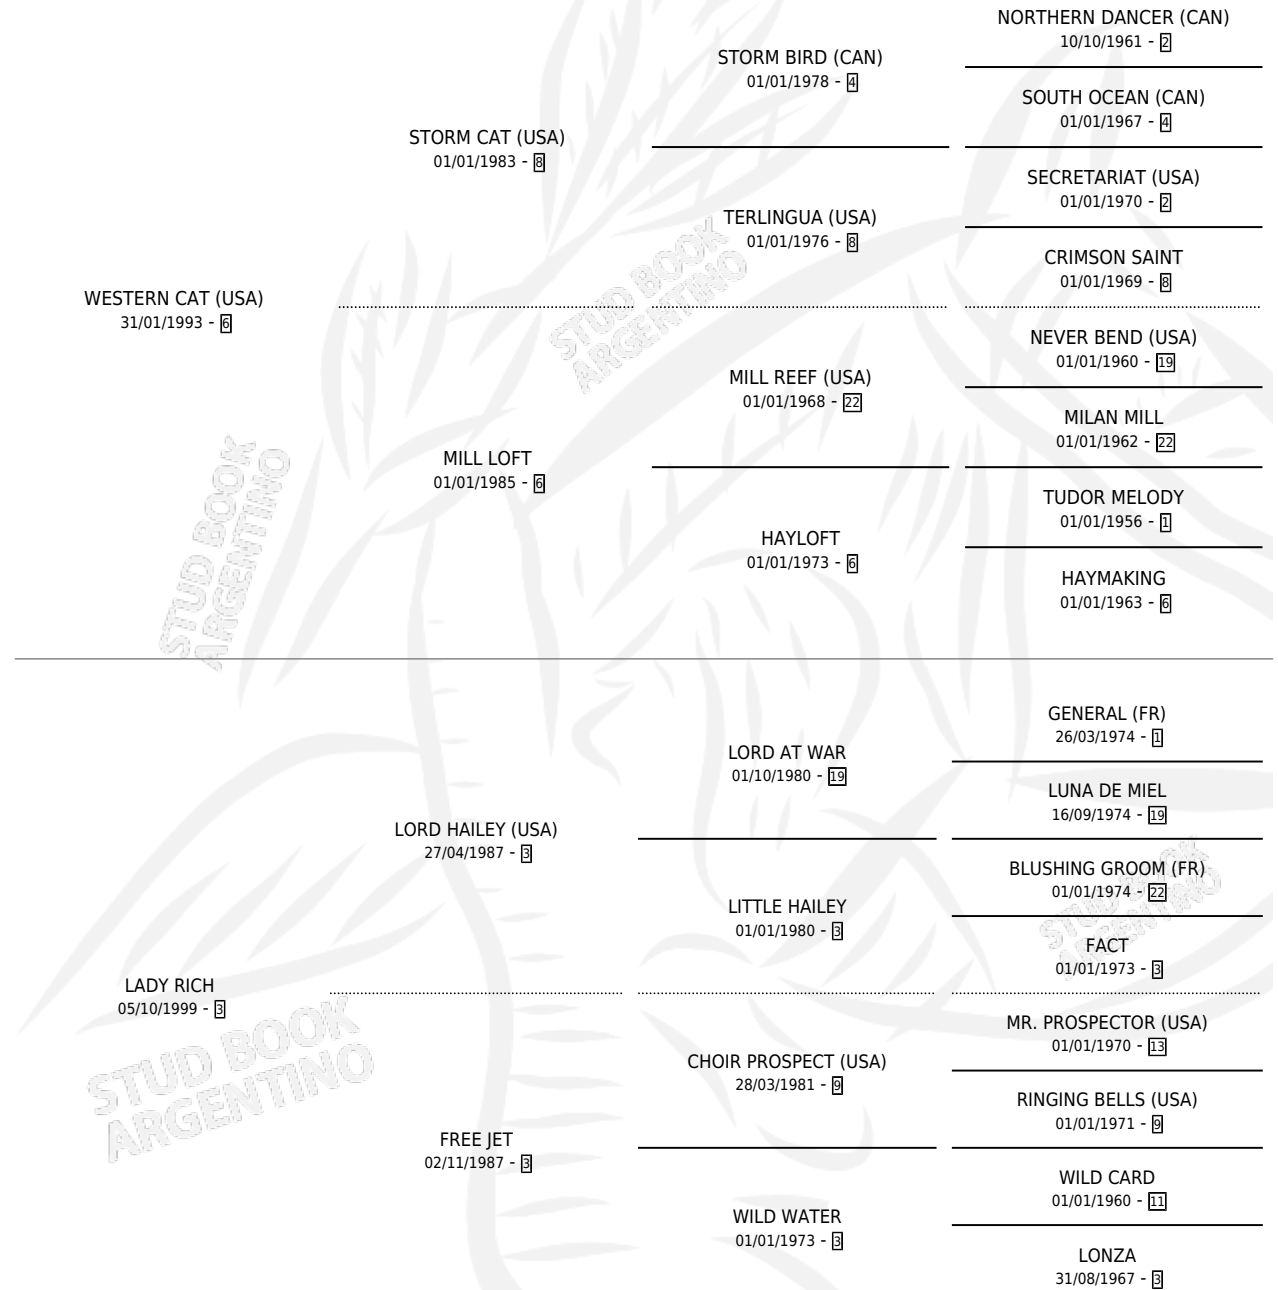 NORTHERN DANCER (CAN)
10/10/1961 - 2
STORM BIRD (CAN)
01/01/1978 - 4
SOUTH OCEAN (CAN)
01/01/1967 - 4
STORM CAT (USA)
01/01/1983 - 8
SECRETARIAT (USA)
01/01/1970 - 2
TERLINGUA (USA)
01/01/1976 - 8
CRIMSON SAINT
01/01/1969 - 8
WESTERN CAT (USA)
31/01/1993 - 6
NEVER BEND (USA)
01/01/1960 - 19
MILL REEF (USA)
01/01/1968 - 22
MILAN MILL
01/01/1962 - 22
MILL LOFT
01/01/1985 - 6
TUDOR MELODY
01/01/1956 - 1
HAYLOFT
01/01/1973 - 6
HAYMAKING
01/01/1963 - 6
GENERAL (FR)
26/03/1974 - 1
LORD AT WAR
01/10/1980 - 19
LUNA DE MIEL
16/09/1974 - 19
LORD HAILEY (USA)
27/04/1987 - 3
BLUSHING GROOM (FR)
01/01/1974 - 22
LITTLE HAILEY
01/01/1980 - 3
FACT
01/01/1973 - 3
LADY RICH
05/10/1999 - 3
MR. PROSPECTOR (USA)
01/01/1970 - 13
CHOIR PROSPECT (USA)
28/03/1981 - 9
RINGING BELLS (USA)
01/01/1971 - 9
FREE JET
02/11/1987 - 3
WILD CARD
01/01/1960 - 11
WILD WATER
01/01/1973 - 3
LONZA
31/08/1967 - 3
STUD BOOK
ARGENTINO
STUD BOOK
ARGENTINO
STUD BOOK
ARGENTINO
STUD BOOK
ARGENTINO